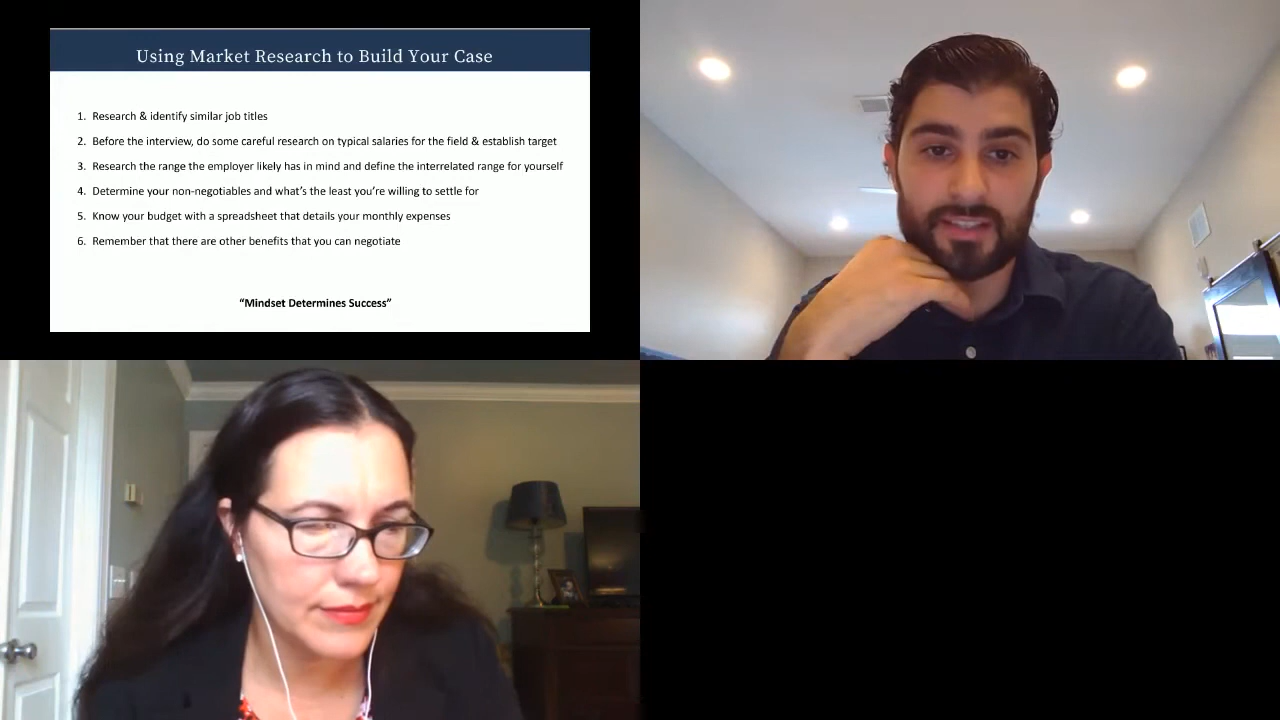 Using Market Research to Build Your Case
1. Research & identify similar job titles
2. Before the interview, do some careful research on typical salaries for the field & establish target
3. Research the range the employer likely has in mind and define the interrelated range for yourself
4. Determine your non-negotiables and what’s the least you’re willing to settle for
5. Know your budget with a spreadsheet that details your monthly expenses
6. Remember that there are other benefits that you can negotiate
“Mindset Determines Success”